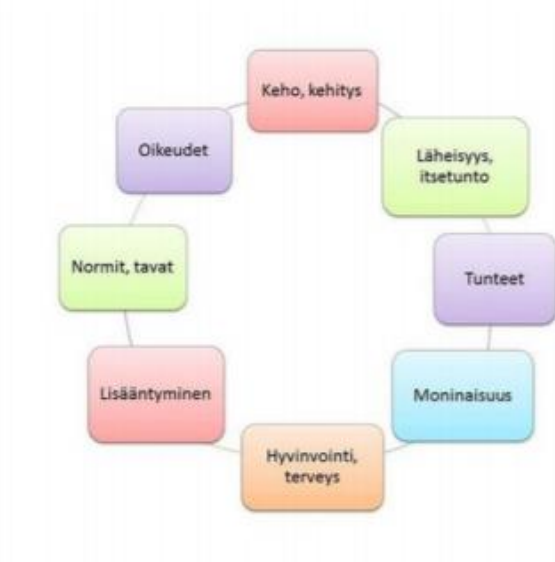 Keho, kehitys
Läheisyys,
itsetunto
Tunteet
Moninaisuus
Hyvinvointi,
terveys
Lisääntyminen
Normit, tavat
Oikeudet